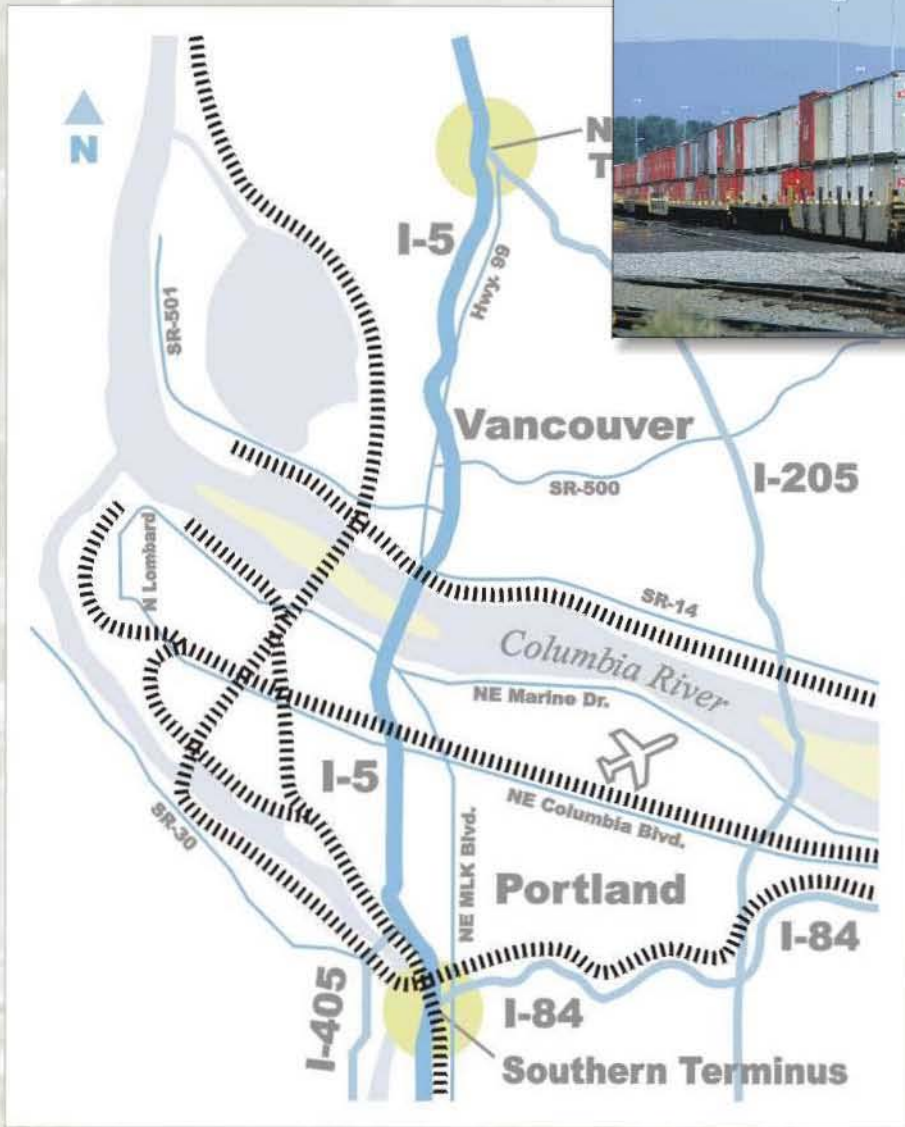 N
I-5
Hwy. 99
SR-501
Vancouver
SR-500
I-205
N Lombard
SR-14
Columbia River
NE Marine Dr.
I-5
NE Columbia Blvd.
SR-30
NE MLK Blvd.
Portland
I-84
I-405
I-84
Southern Terminus